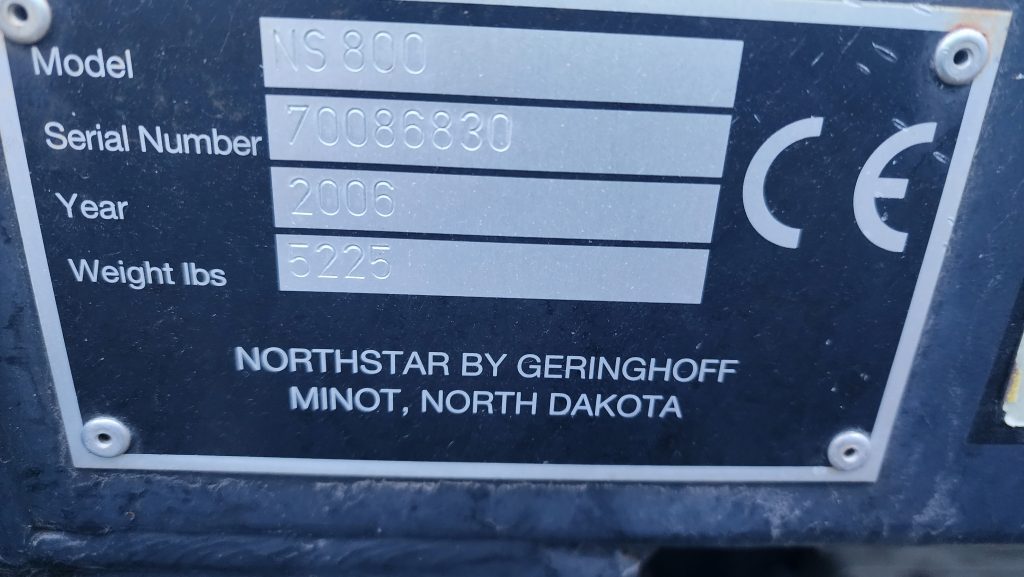 Model NS 800
Serial Number 70086830
Year 2006
Weight lbs 5225
CE
NORTHSTAR BY GERINGHOFF
MINOT, NORTH DAKOTA